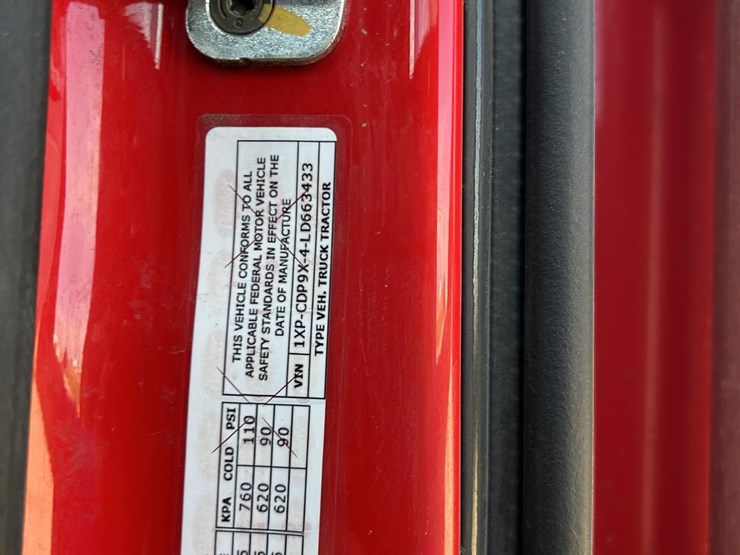 KPA COLD PSI
760 110
620 90
620 90
THIS VEHICLE CONFORMS TO ALL
APPLICABLE FEDERAL MOTOR VEHICLE
SAFETY STANDARDS IN EFFECT ON THE
DATE OF MANUFACTURE
VIN 1XP-CDP9X-4-LD663433
TYPE VEH. TRUCK TRACTOR